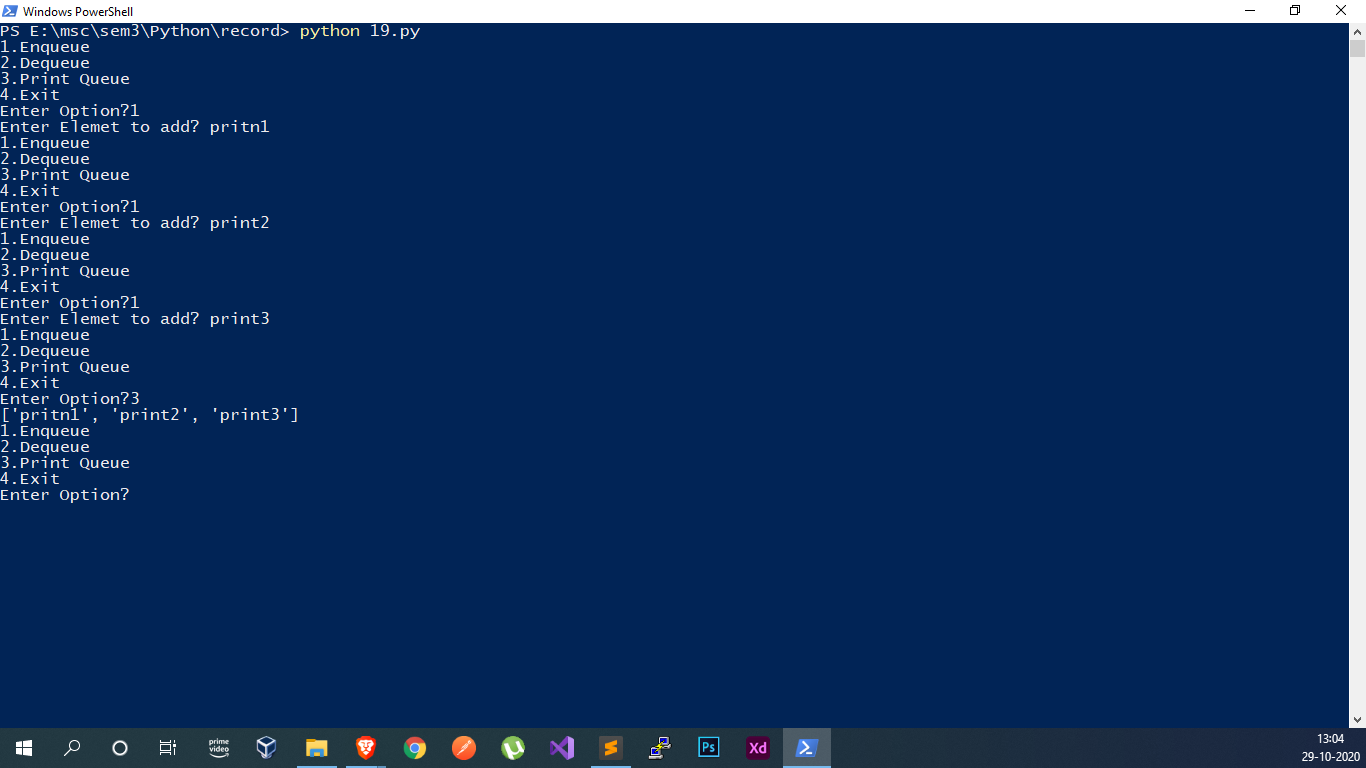 Windows PowerShell
PS E:\msc\sem3\Python\record> python 19.py
1.Enqueue
2.Dequeue
3.Print Queue
4.Exit
Enter Option?1
Enter Elemet to add? pritn1
1.Enqueue
2.Dequeue
3.Print Queue
4.Exit
Enter Option?1
Enter Elemet to add? print2
1.Enqueue
2.Dequeue
3.Print Queue
4.Exit
Enter Option?1
Enter Elemet to add? print3
1.Enqueue
2.Dequeue
3.Print Queue
4.Exit
Enter Option?3
['pritn1', 'print2', 'print3']
1.Enqueue
2.Dequeue
3.Print Queue
4.Exit
Enter Option?
prime
video
Ps
Xd
13:04
29-10-2020